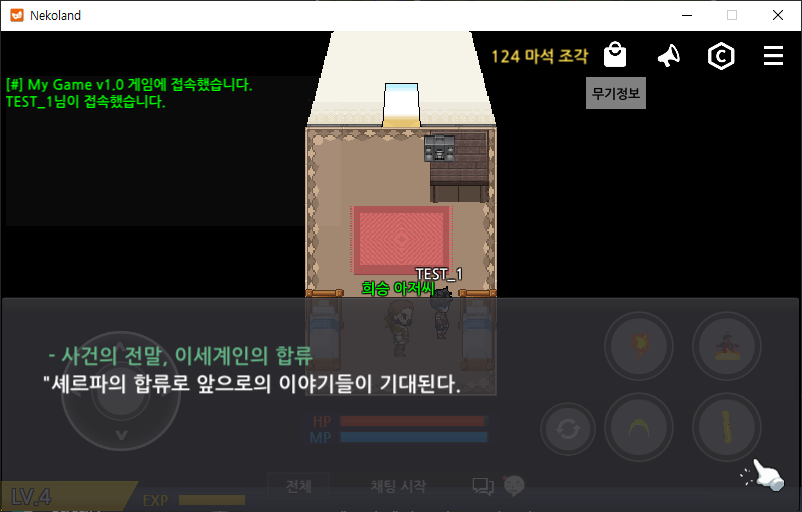 Nekoland
124 마석 조각
[#] My Game v1.0 게임에 접속했습니다.
TEST_1님이 접속했습니다.
무기정보
TEST_1
희승 아저씨
- 사건의 전말, 이세계인의 합류
"셰르파의 합류로 앞으로의 이야기들이 기대된다.
HP
MP
전체
채팅 시작
LV.4
EXP